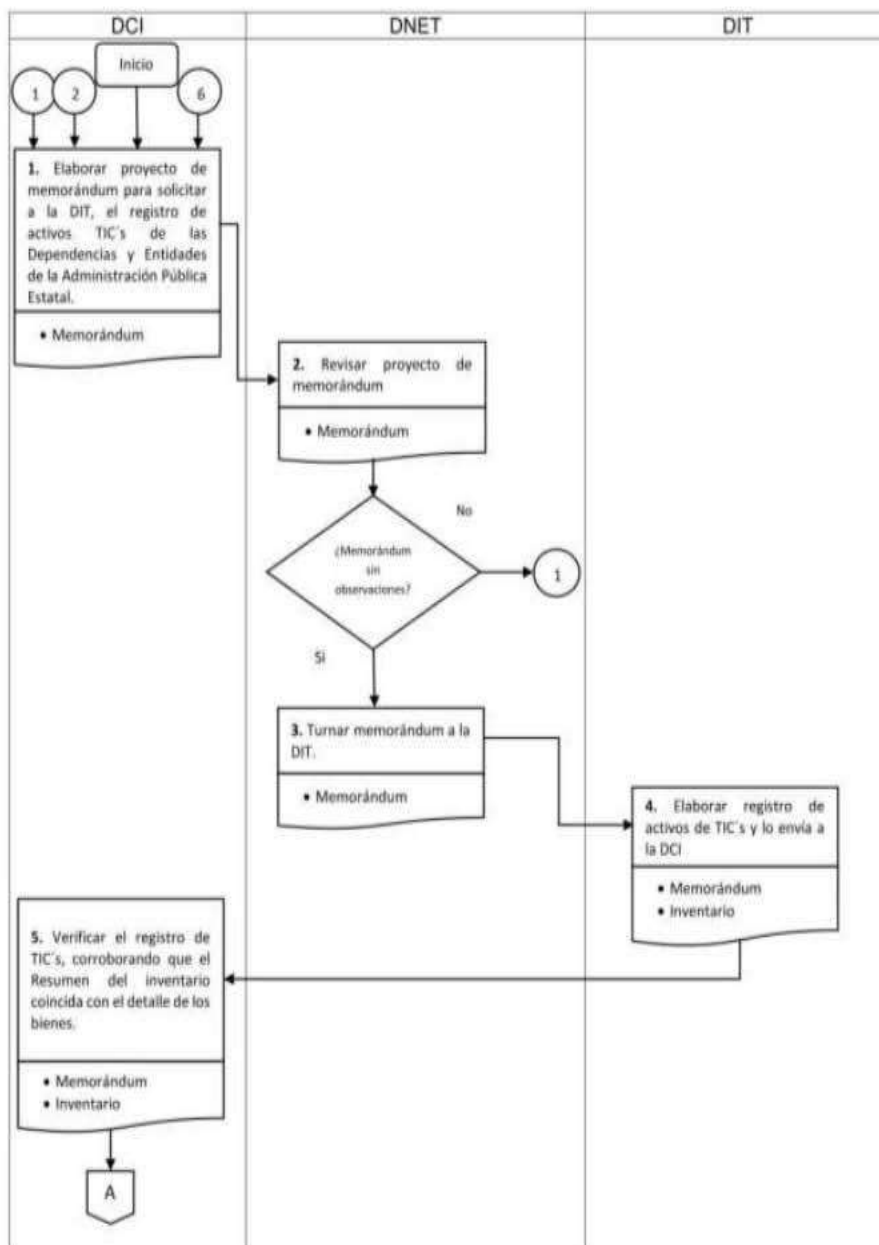 DCI
DNET
DIT
Inicio
1
2
6
1. Elaborar proyecto de
memorándum para solicitar
a la DIT, el registro de
activos TIC´s de las
Dependencias y Entidades
de la Administración Pública
Estatal.
• Memorándum
2. Revisar proyecto de
memorándum
• Memorándum
¿Memorándum
sin
observaciones?
No
1
Si
3. Turnar memorándum a la
DIT.
• Memorándum
4. Elaborar registro de
activos de TIC´s y lo envía a
la DCI
• Memorándum
• Inventario
5. Verificar el registro de
TIC´s, corroborando que el
Resumen del inventario
coincida con el detalle de los
bienes.
• Memorándum
• Inventario
A